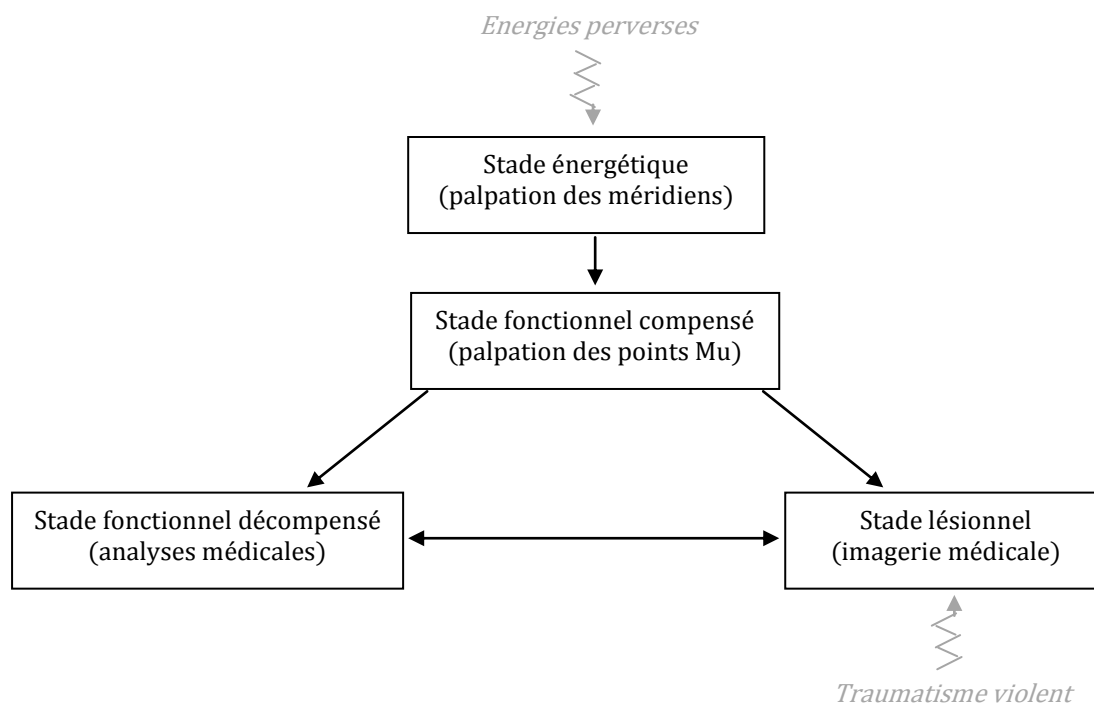 Energies perverses
Stade énergétique
(palpation des méridiens)
Stade fonctionnel compensé
(palpation des points Mu)
Stade fonctionnel décompensé
(analyses médicales)
Stade lésionnel
(imagerie médicale)
Traumatisme violent